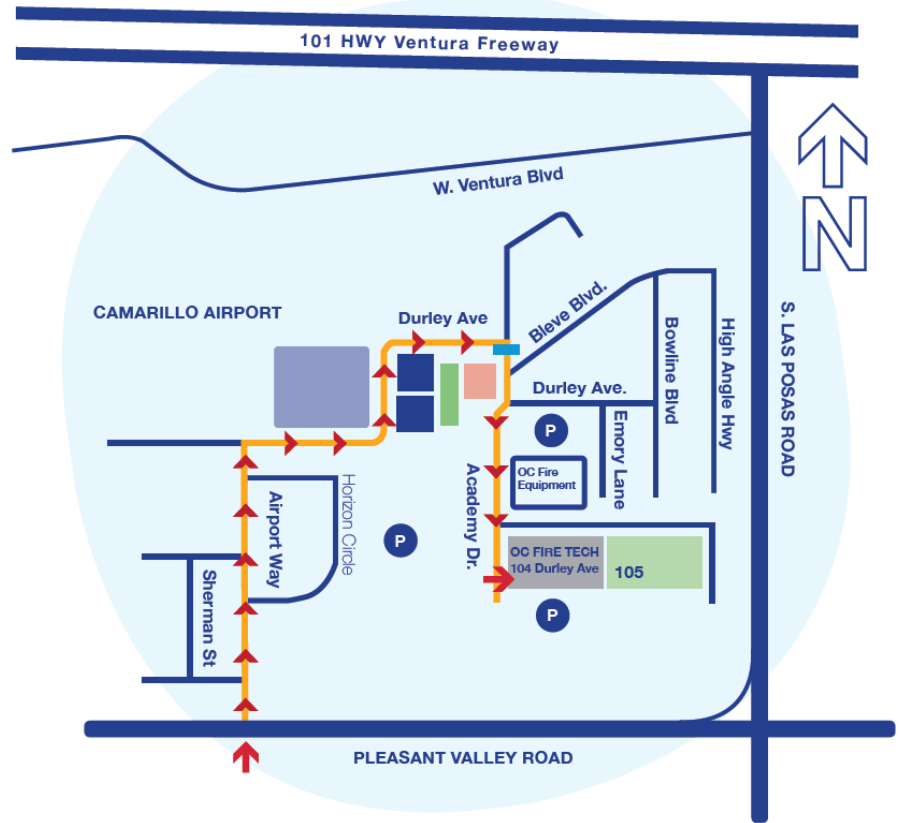 101 HWY Ventura Freeway
W. Ventura Blvd
N
CAMARILLO AIRPORT
Durley Ave
Bleve Blvd.
Bowline Blvd
High Angle Hwy
S. LAS POSAS ROAD
Durley Ave.
P
Emory Lane
OC Fire
Equipment
Academy Dr.
Horizon Circle
Airport Way
P
OC FIRE TECH
104 Durley Ave
105
Sherman St
P
PLEASANT VALLEY ROAD